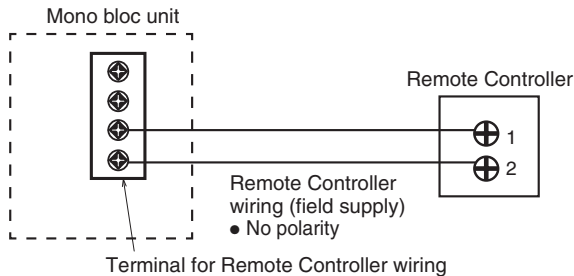 Mono bloc unit
Remote Controller
1
2
Remote Controller
wiring (field supply)
● No polarity
Terminal for Remote Controller wiring